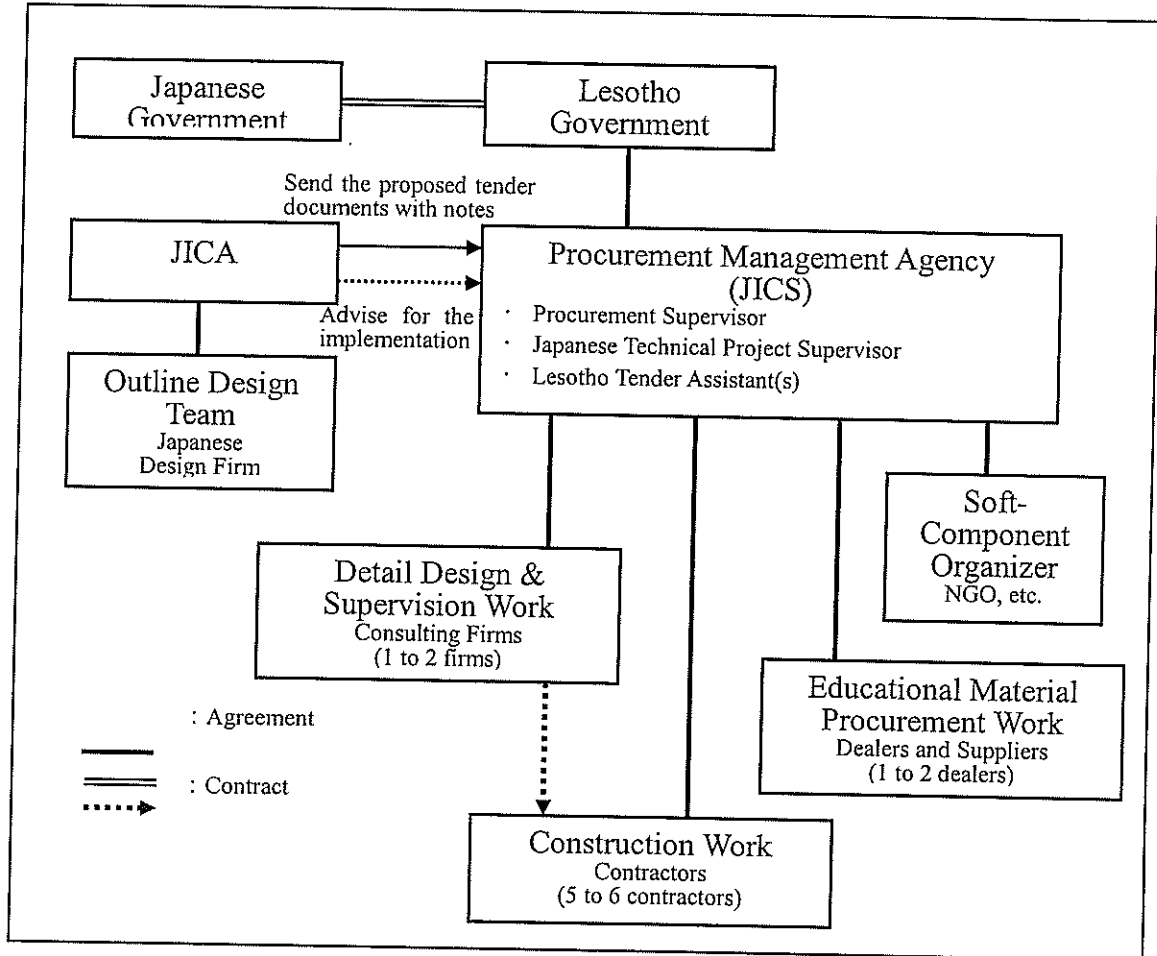 Japanese
Government
Lesotho
Government
Send the proposed tender
documents with notes
JICA
Advise for the
implementation
Procurement Management Agency
(JICS)
· Procurement Supervisor
· Japanese Technical Project Supervisor
· Lesotho Tender Assistant(s)
Outline Design
Team
Japanese
Design Firm
Soft-
Component
Organizer
NGO, etc.
Detail Design &
Supervision Work
Consulting Firms
(1 to 2 firms)
Educational Material
Procurement Work
Dealers and Suppliers
(1 to 2 dealers)
: Agreement
: Contract
Construction Work
Contractors
(5 to 6 contractors)